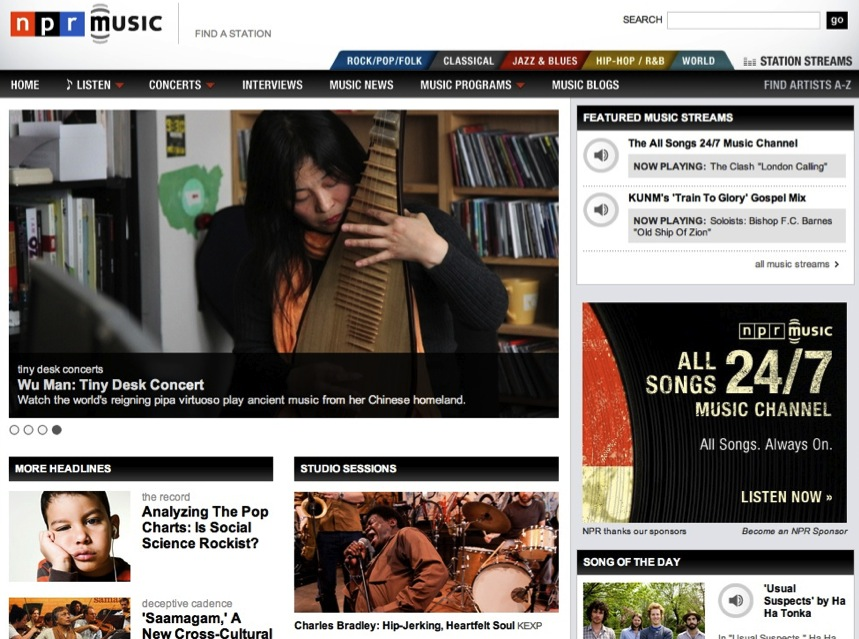 npr music
FIND A STATION
SEARCH
go
ROCK/POP/FOLK
CLASSICAL
JAZZ & BLUES
HIP-HOP / R&B
WORLD
STATION STREAMS
HOME
LISTEN
CONCERTS
INTERVIEWS
MUSIC NEWS
MUSIC PROGRAMS
MUSIC BLOGS
FIND ARTISTS A-Z
tiny desk concerts
Wu Man: Tiny Desk Concert
Watch the world's reigning pipa virtuoso play ancient music from her Chinese homeland.
MORE HEADLINES
the record
Analyzing The Pop
Charts: Is Social
Science Rockist?
deceptive cadence
'Saamagam,' A
New Cross-Cultural
STUDIO SESSIONS
Charles Bradley: Hip-Jerking, Heartfelt Soul KEXP
FEATURED MUSIC STREAMS
The All Songs 24/7 Music Channel
NOW PLAYING: The Clash "London Calling"
KUNM's 'Train To Glory' Gospel Mix
NOW PLAYING: Soloists: Bishop F.C. Barnes
"Old Ship Of Zion"
all music streams >
npr music
ALL
SONGS 24/7
MUSIC CHANNEL
All Songs. Always On.
LISTEN NOW »
NPR thanks our sponsors
Become an NPR Sponsor
SONG OF THE DAY
'Usual
Suspects' by Ha
Ha Tonka
In "Usual Suspects," Ha Ha